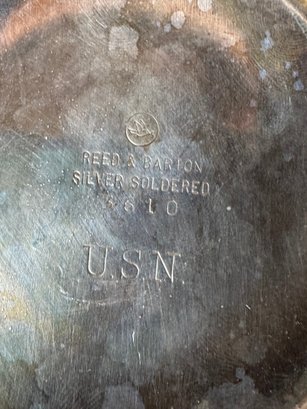 REED & BARTON
SILVER SOLDERED
3610
U.S.N.